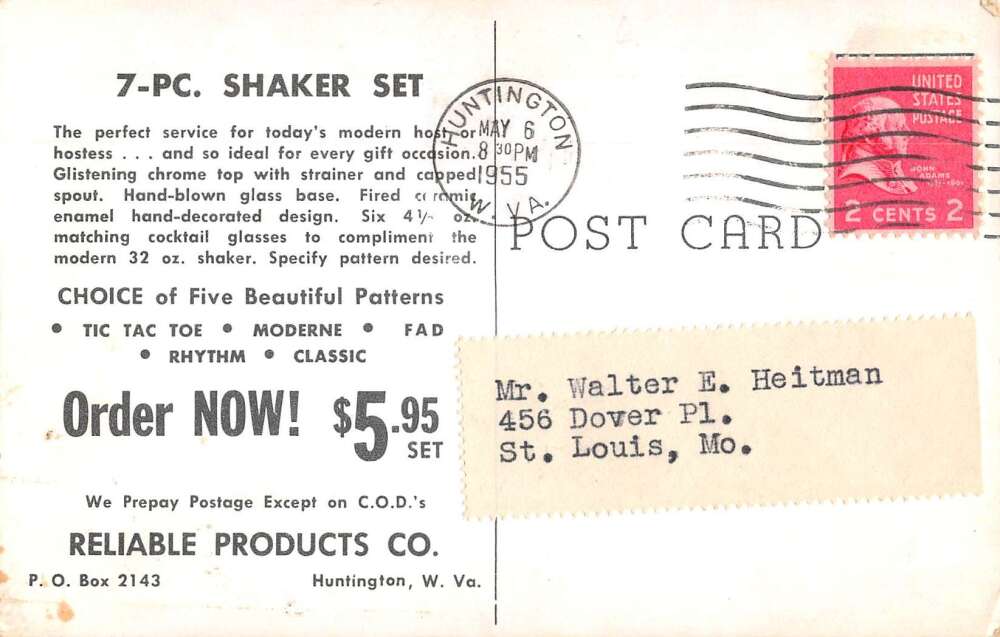 7-PC. SHAKER SET
The perfect service for today's modern host or
hostess . . . and so ideal for every gift occasion.
Glistening chrome top with strainer and capped
spout. Hand-blown glass base. Fired ceramic
enamel hand-decorated design. Six 4½ oz.
matching cocktail glasses to compliment the
modern 32 oz. shaker. Specify pattern desired.
CHOICE of Five Beautiful Patterns
• TIC TAC TOE • MODERNE • FAD
• RHYTHM • CLASSIC
Order NOW! $5.95
SET
We Prepay Postage Except on C.O.D.'s
RELIABLE PRODUCTS CO.
P. O. Box 2143 Huntington, W. Va.
HUNTINGTON
MAY 6
8 30 PM
1955
W. VA.
UNITED
STATES
POSTAGE
JOHN
ADAMS
2 CENTS 2
POST CARD
Mr. Walter E. Heitman
456 Dover Pl.
St. Louis, Mo.